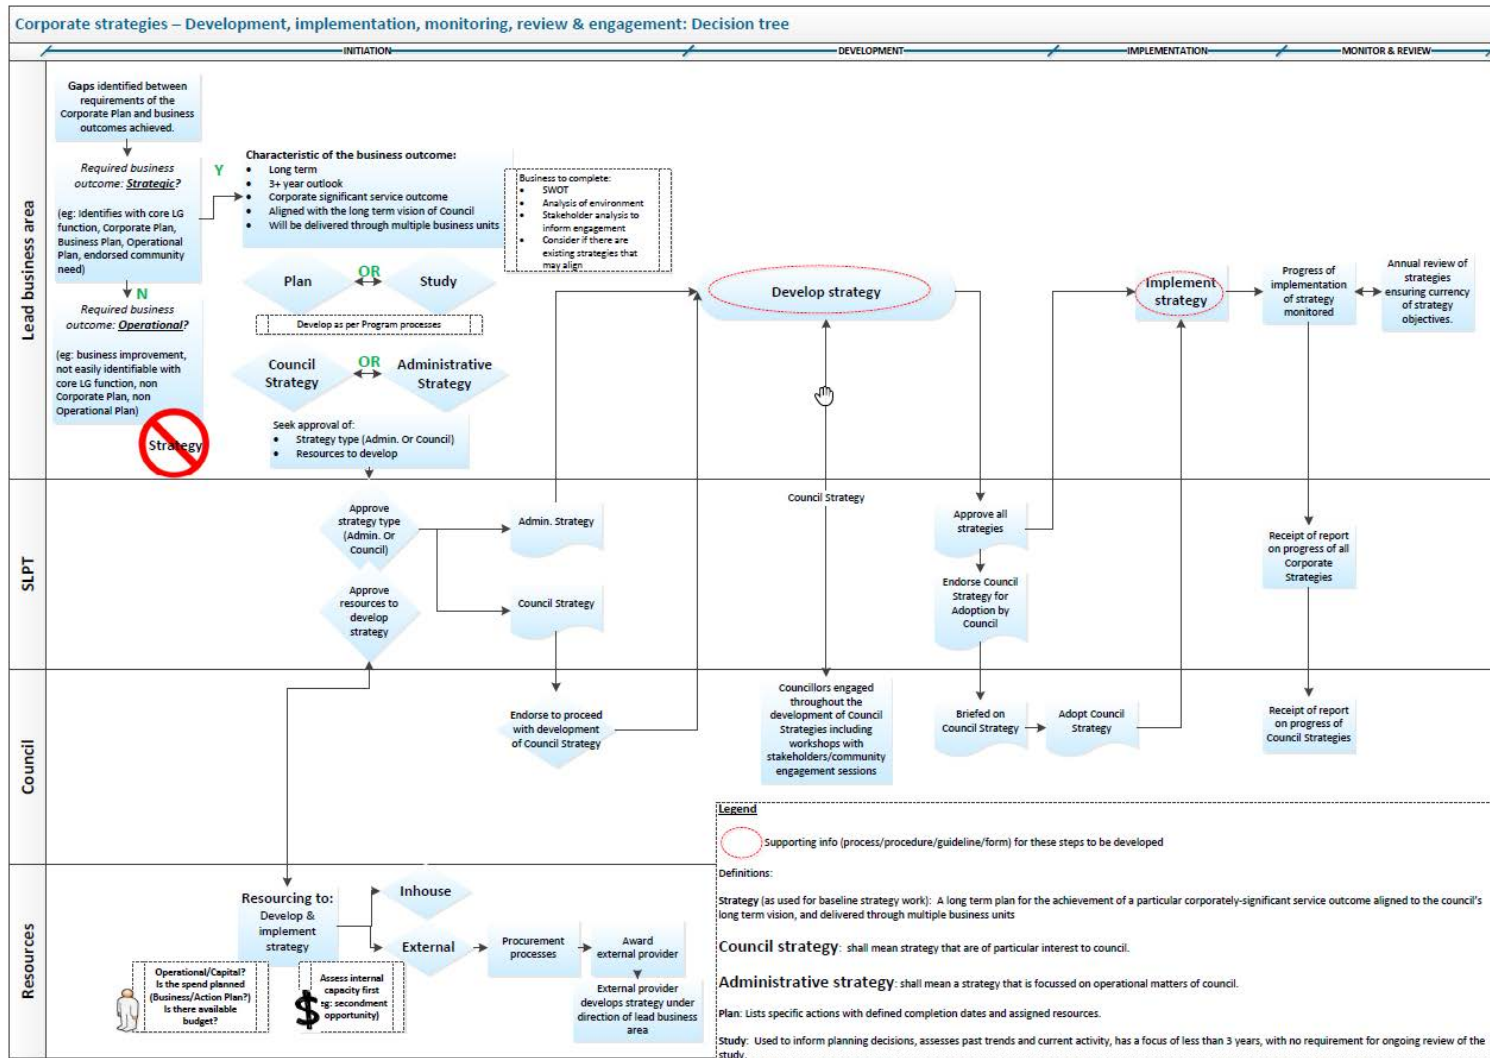 Corporate strategies – Development, implementation, monitoring, review & engagement: Decision tree
INITIATION
DEVELOPMENT
IMPLEMENTATION
MONITOR & REVIEW
Lead business area
Gaps identified between
requirements of the
Corporate Plan and business
outcomes achieved.
Required business
outcome: Strategic?
(eg: Identifies with core LG
function, Corporate Plan,
Business Plan, Operational
Plan, endorsed community
need)
Y
N
Required business
outcome: Operational?
(eg: business improvement,
not easily identifiable with
core LG function, non
Corporate Plan, non
Operational Plan)
Strategy
Characteristic of the business outcome:
• Long term
• 3+ year outlook
• Corporate significant service outcome
• Aligned with the long term vision of Council
• Will be delivered through multiple business units
Business to complete:
• SWOT
• Analysis of environment
• Stakeholder analysis to
inform engagement
• Consider if there are
existing strategies that
may align
Plan
OR
Study
Develop as per Program processes
Council
Strategy
OR
Administrative
Strategy
Seek approval of:
• Strategy type (Admin. Or Council)
• Resources to develop
Develop strategy
Implement
strategy
Progress of
implementation
of strategy
monitored
Annual review of
strategies
ensuring currency
of strategy
objectives.
SLPT
Approve
strategy type
(Admin. Or
Council)
Approve
resources to
develop
strategy
Admin. Strategy
Council Strategy
Council Strategy
Approve all
strategies
Endorse Council
Strategy for
Adoption by
Council
Receipt of report
on progress of all
Corporate
Strategies
Council
Endorse to proceed
with development
of Council Strategy
Councillors engaged
throughout the
development of Council
Strategies including
workshops with
stakeholders/community
engagement sessions
Briefed on
Council Strategy
Adopt Council
Strategy
Receipt of report
on progress of
Council Strategies
Resources
Resourcing to:
Develop &
implement
strategy
Inhouse
External
Procurement
processes
Award
external provider
External provider
develops strategy under
direction of lead business
area
Operational/Capital?
Is the spend planned
(Business/Action Plan?)
Is there available
budget?
$
Assess internal
capacity first
eg: secondment
opportunity)
Legend
Supporting info (process/procedure/guideline/form) for these steps to be developed
Definitions:
Strategy (as used for baseline strategy work): A long term plan for the achievement of a particular corporately-significant service outcome aligned to the council's
long term vision, and delivered through multiple business units
Council strategy: shall mean strategy that are of particular interest to council.
Administrative strategy: shall mean a strategy that is focussed on operational matters of council.
Plan: Lists specific actions with defined completion dates and assigned resources.
Study: Used to inform planning decisions, assesses past trends and current activity, has a focus of less than 3 years, with no requirement for ongoing review of the
study.